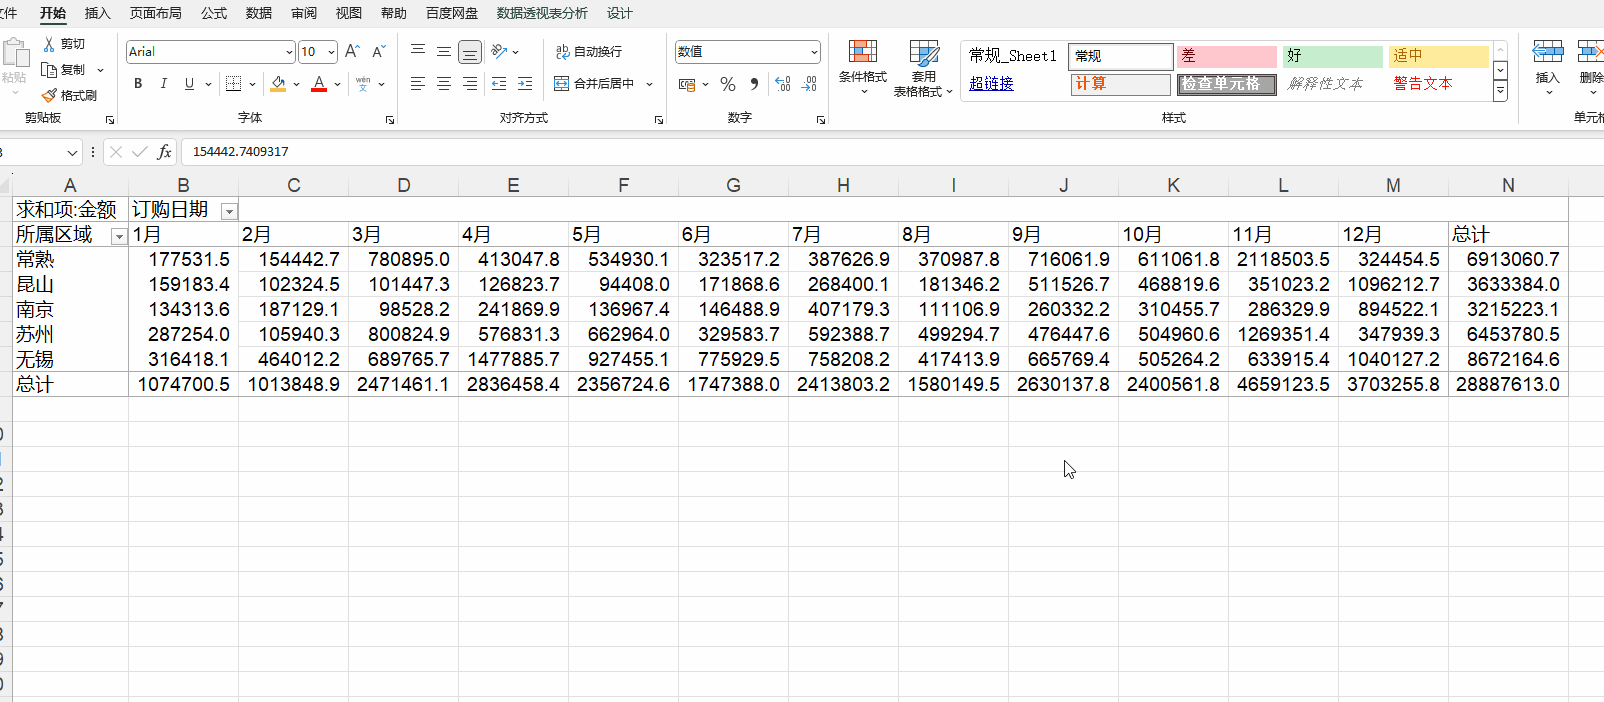 文件 开始 插入 页面布局 公式 数据 审阅 视图 帮助 百度网盘 数据透视表分析 设计
粘贴 剪切 复制 格式刷 剪贴板
Arial 10 A A B I U A wén 文 字体
ab 自动换行 合并后居中 对齐方式
数值 % 数字
条件格式 套用 表格格式
常规_Sheet1 常规 差 好 适中
超链接 计算 检查单元格 解释性文本 警告文本
样式
插入 删除 单元格
fx 154442.7409317
A B C D E F G H I J K L M N
求和项:金额 订购日期
所属区域 1月 2月 3月 4月 5月 6月 7月 8月 9月 10月 11月 12月 总计
常熟 177531.5 154442.7 780895.0 413047.8 534930.1 323517.2 387626.9 370987.8 716061.9 611061.8 2118503.5 324454.5 6913060.7
昆山 159183.4 102324.5 101447.3 126823.7 94408.0 171868.6 268400.1 181346.2 511526.7 468819.6 351023.2 1096212.7 3633384.0
南京 134313.6 187129.1 98528.2 241869.9 136967.4 146488.9 407179.3 111106.9 260332.2 310455.7 286329.9 894522.1 3215223.1
苏州 287254.0 105940.3 800824.9 576831.3 662964.0 329583.7 592388.7 499294.7 476447.6 504960.6 1269351.4 347939.3 6453780.5
无锡 316418.1 464012.2 689765.7 1477885.7 927455.1 775929.5 758208.2 417413.9 665769.4 505264.2 633915.4 1040127.2 8672164.6
总计 1074700.5 1013848.9 2471461.1 2836458.4 2356724.6 1747388.0 2413803.2 1580149.5 2630137.8 2400561.8 4659123.5 3703255.8 28887613.0